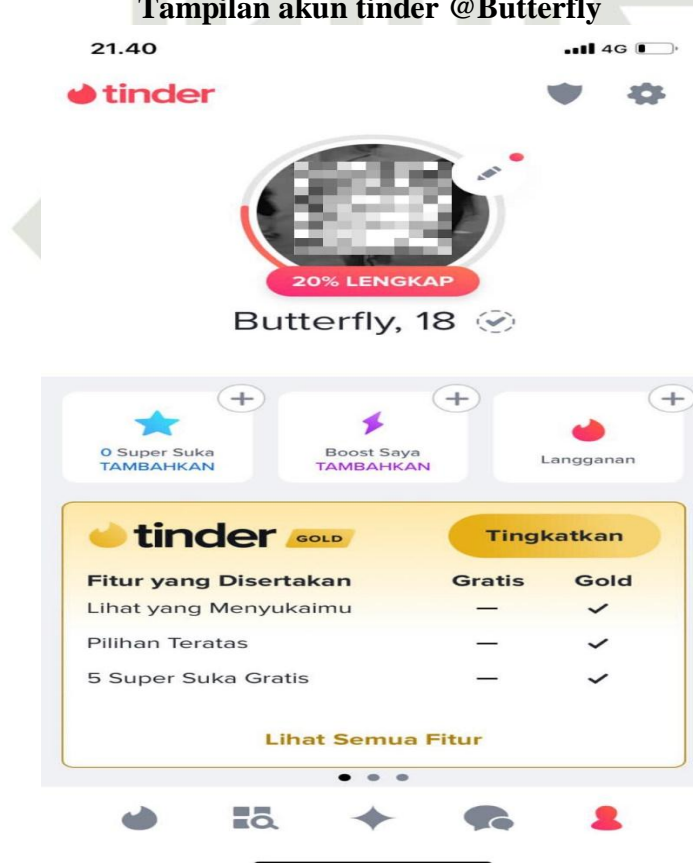 Tampilan akun tinder @Butterfly
21.40
4G
tinder
20% LENGKAP
Butterfly, 18
0 Super Suka
TAMBAHKAN
Boost Saya
TAMBAHKAN
Langganan
tinder GOLD Tingkatkan
Fitur yang Disertakan Gratis Gold
Lihat yang Menyukaimu
Pilihan Teratas
5 Super Suka Gratis
Lihat Semua Fitur